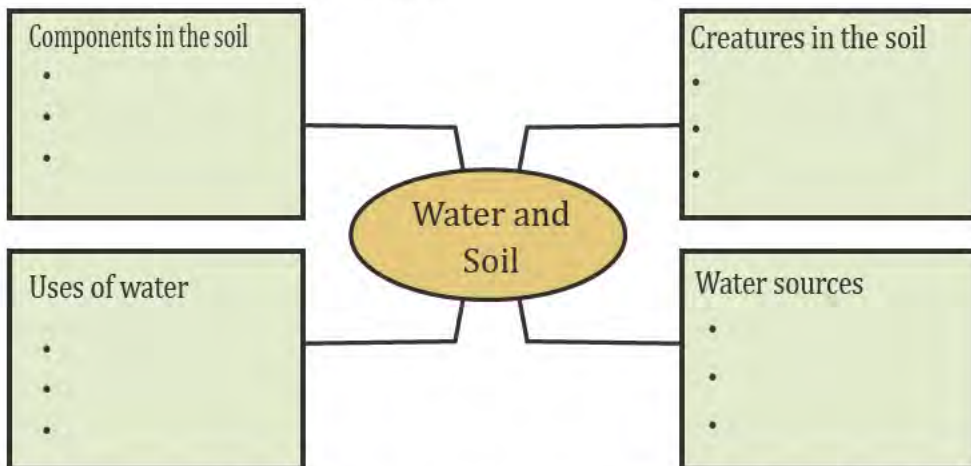 Components in the soil
•
•
•
Creatures in the soil
•
•
•
Water and
Soil
Uses of water
•
•
•
Water sources
•
•
•